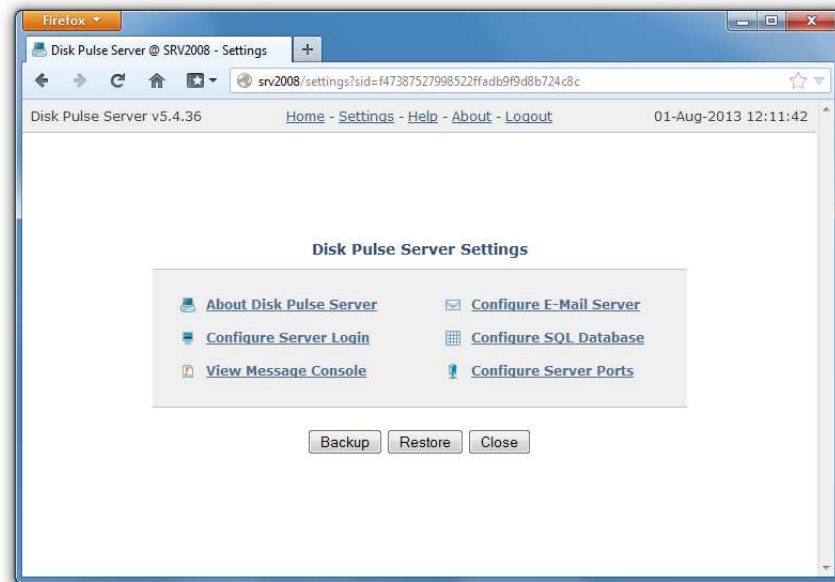 Firefox
Disk Pulse Server @ SRV2008 - Settings
srv2008/settings?sid=f47387527998522ffadb9f9d8b724c8c
Disk Pulse Server v5.4.36 Home - Settings - Help - About - Logout 01-Aug-2013 12:11:42
Disk Pulse Server Settings
About Disk Pulse Server Configure E-Mail Server
Configure Server Login Configure SQL Database
View Message Console Configure Server Ports
Backup Restore Close